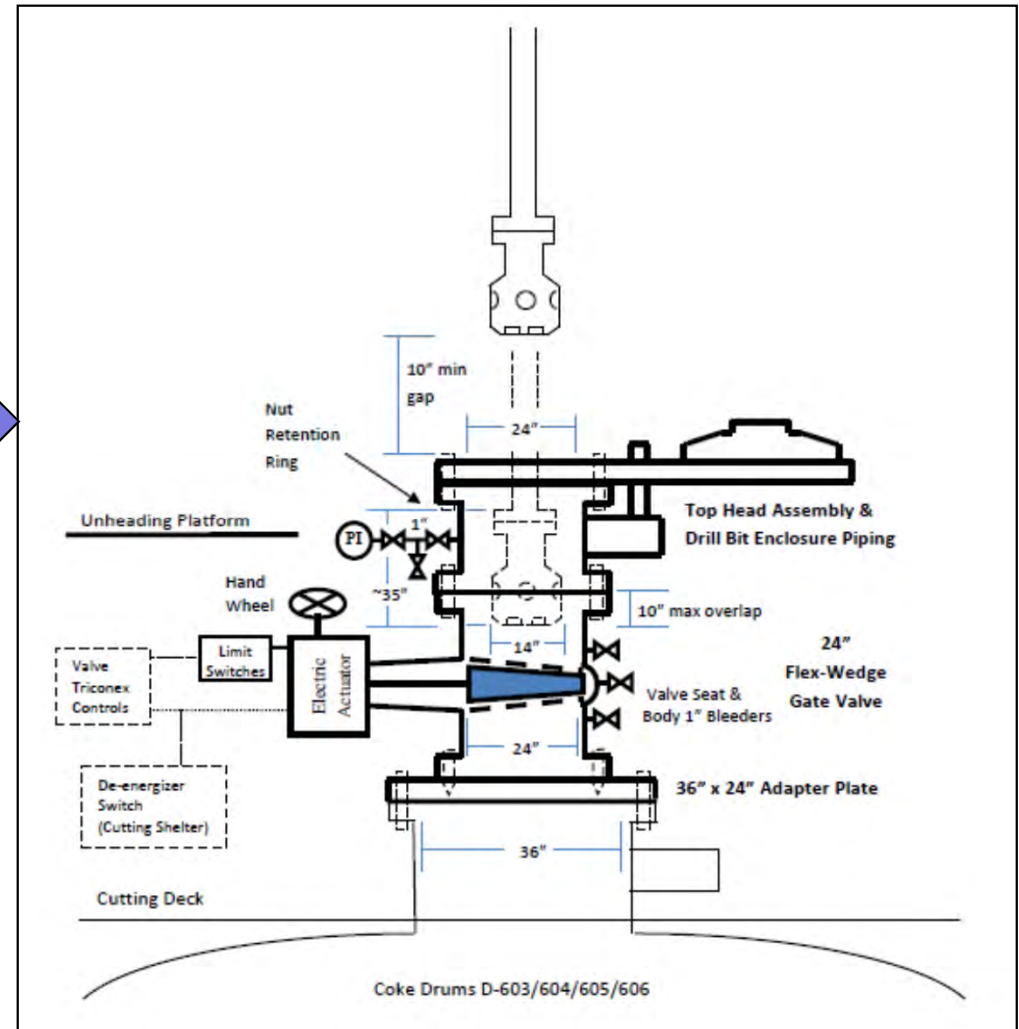 10" min
gap
Nut
Retention
Ring
24"
Unheading Platform
PI
1"
Top Head Assembly &
Drill Bit Enclosure Piping
~35"
Hand
Wheel
10" max overlap
14"
24"
Flex-Wedge
Gate Valve
Limit
Switches
Valve
Triconex
Controls
Electric
Actuator
Valve Seat &
Body 1" Bleeders
24"
De-energizer
Switch
(Cutting Shelter)
36" x 24" Adapter Plate
36"
Cutting Deck
Coke Drums D-603/604/605/606